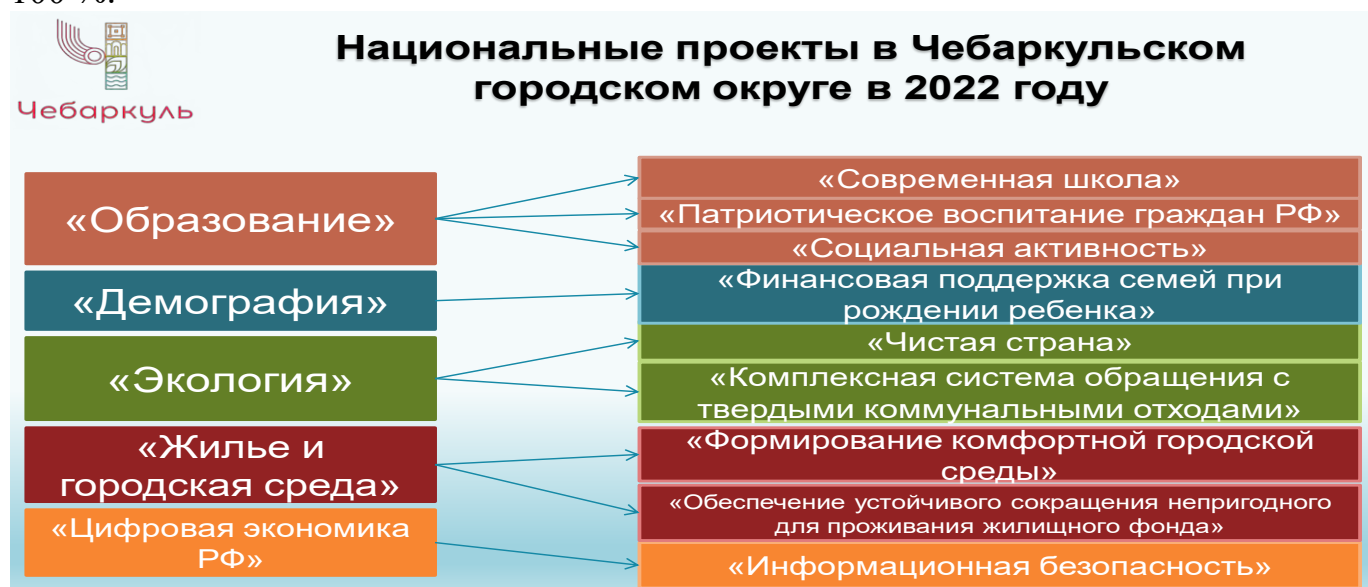 100 %.
Чебаркуль
Национальные проекты в Чебаркульском
городском округе в 2022 году
«Образование»
«Современная школа»
«Патриотическое воспитание граждан РФ»
«Социальная активность»
«Демография»
«Финансовая поддержка семей при
рождении ребенка»
«Экология»
«Чистая страна»
«Комплексная система обращения с
твердыми коммунальными отходами»
«Жилье и
городская среда»
«Формирование комфортной городской
среды»
«Обеспечение устойчивого сокращения непригодного
для проживания жилищного фонда»
«Цифровая экономика
РФ»
«Информационная безопасность»